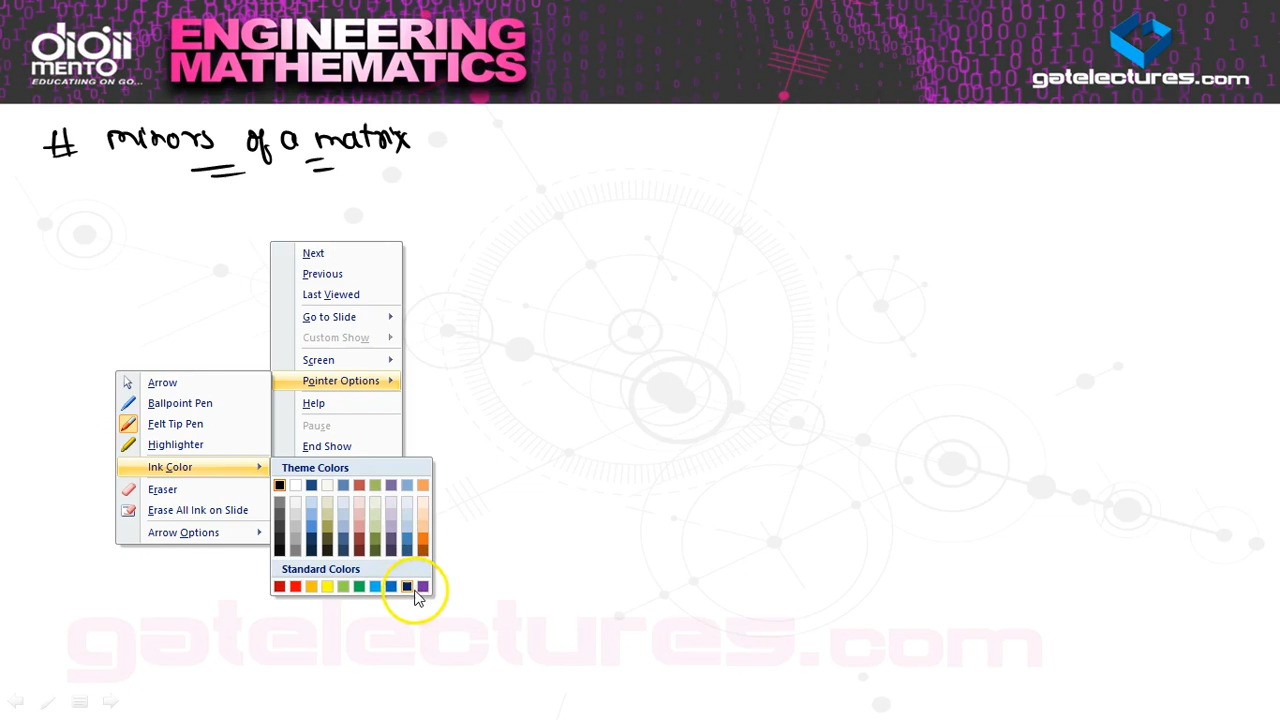 digii
MENTO
EDUCATING ON GO...
ENGINEERING
MATHEMATICS
gatelectures.com
# minors of a matrix
Next
Previous
Last Viewed
Go to Slide
Custom Show
Screen
Pointer Options
Help
Pause
End Show
Arrow
Ballpoint Pen
Felt Tip Pen
Highlighter
Ink Color
Eraser
Erase All Ink on Slide
Arrow Options
Theme Colors
Standard Colors
gatelectures.com